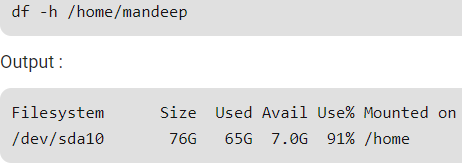 df -h /home/mandeep
Output :
Filesystem      Size  Used Avail Use% Mounted on
/dev/sda10       76G   65G  7.0G  91% /home